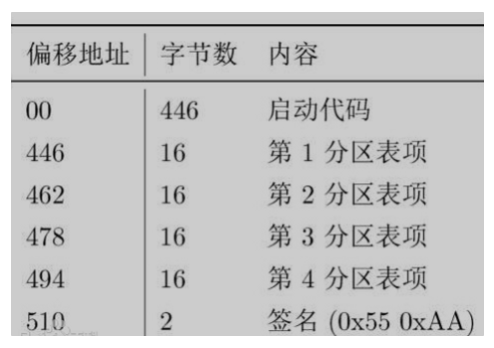 偏移地址 字节数 内容
00 446 启动代码
446 16 第 1 分区表项
462 16 第 2 分区表项
478 16 第 3 分区表项
494 16 第 4 分区表项
510 2 签名 (0x55 0xAA)